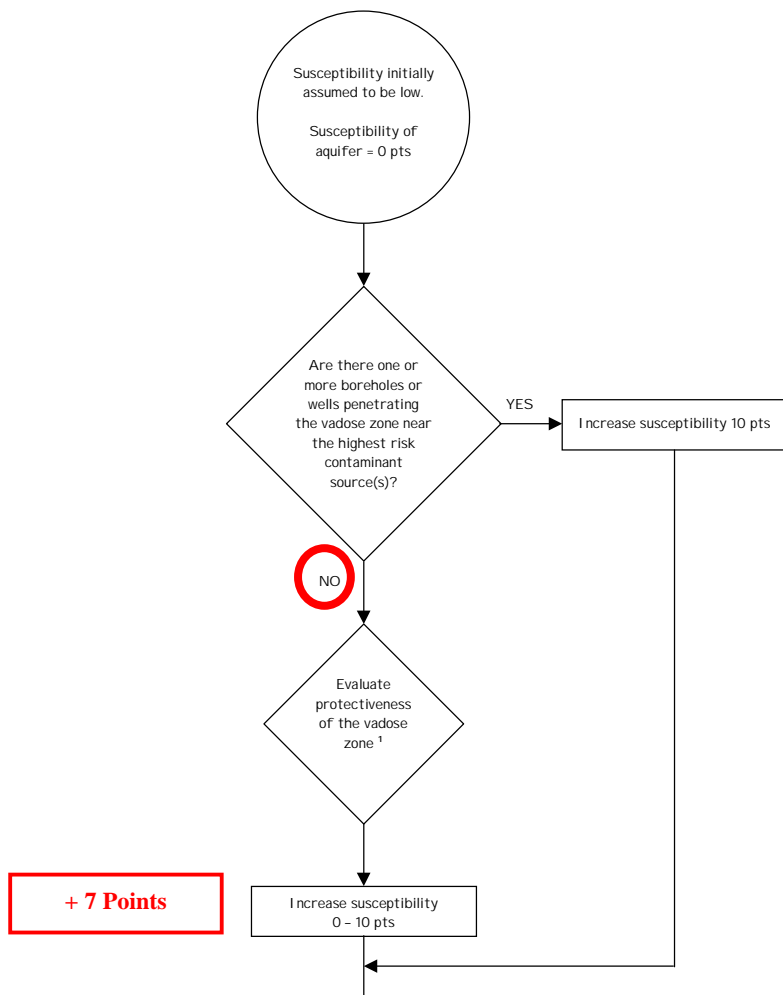 Susceptibility initially
assumed to be low.
Susceptibility of
aquifer = 0 pts
Are there one or
more boreholes or
wells penetrating
the vadose zone near
the highest risk
contaminant
source(s)?
YES
Increase susceptibility 10 pts
NO
Evaluate
protectiveness
of the vadose
zone ¹
+ 7 Points
Increase susceptibility
0 – 10 pts